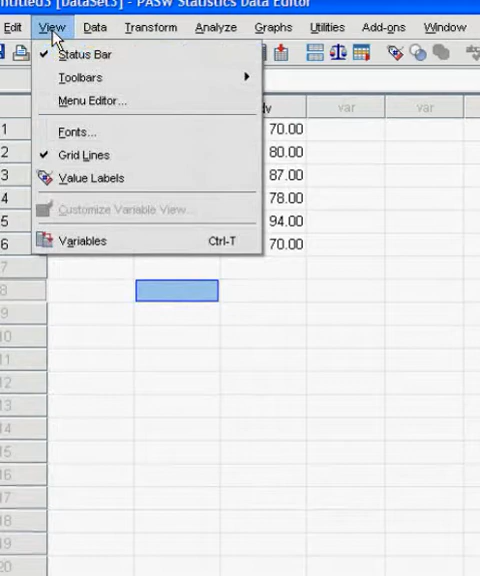 ntitled3 [DataSet3] - PASW Statistics Data Editor
Edit View Data Transform Analyze Graphs Utilities Add-ons Window
Status Bar
Toolbars
Menu Editor...
Fonts...
Grid Lines
Value Labels
Customize Variable View...
Variables Ctrl-T
dv var var
1 70.00
2 80.00
3 87.00
4 78.00
5 94.00
6 70.00
7
8
9
10
11
12
13
14
15
16
17
18
19
20